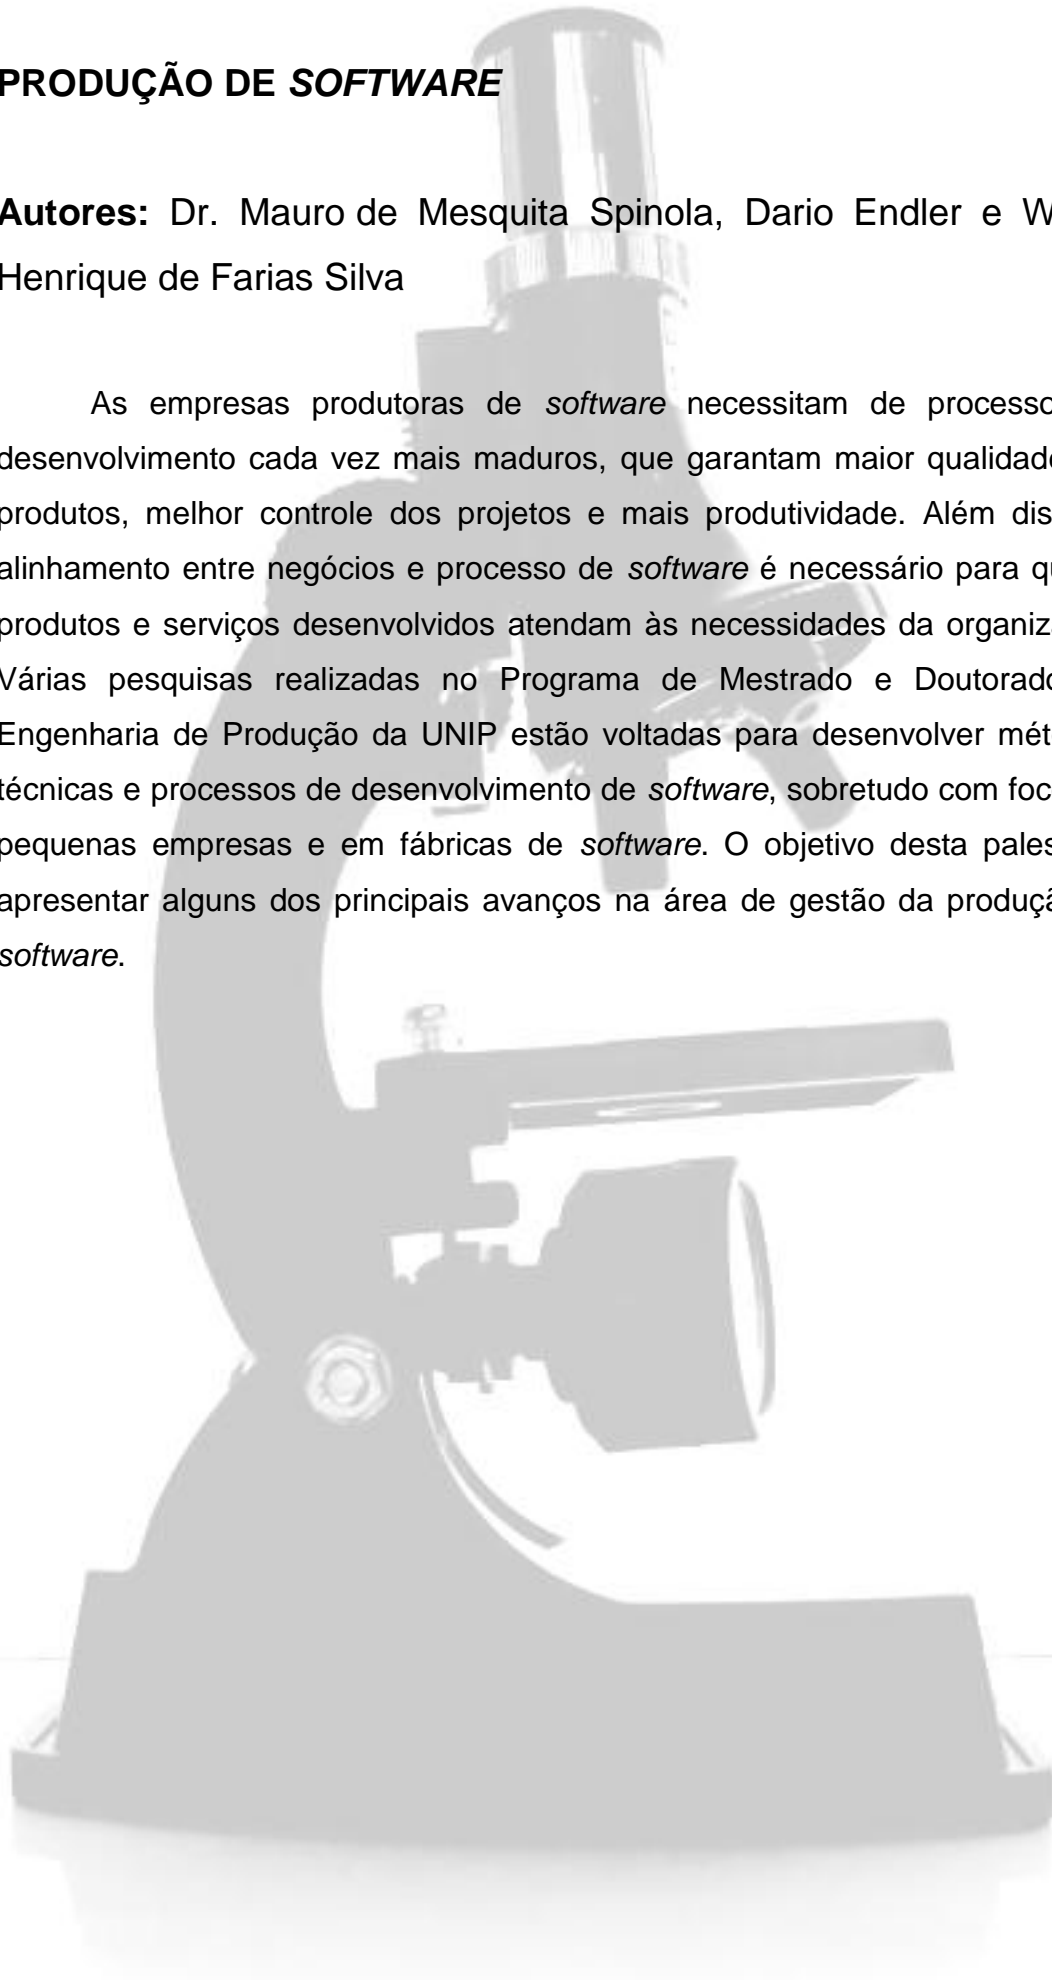 PRODUÇÃO DE SOFTWARE
Autores: Dr. Mauro de Mesquita Spinola, Dario Endler e W
Henrique de Farias Silva
As empresas produtoras de software necessitam de processo
desenvolvimento cada vez mais maduros, que garantam maior qualidade
produtos, melhor controle dos projetos e mais produtividade. Além dis
alinhamento entre negócios e processo de software é necessário para qu
produtos e serviços desenvolvidos atendam às necessidades da organiza
Várias pesquisas realizadas no Programa de Mestrado e Doutorado
Engenharia de Produção da UNIP estão voltadas para desenvolver mét
técnicas e processos de desenvolvimento de software, sobretudo com foc
pequenas empresas e em fábricas de software. O objetivo desta pales
apresentar alguns dos principais avanços na área de gestão da produçã
software.